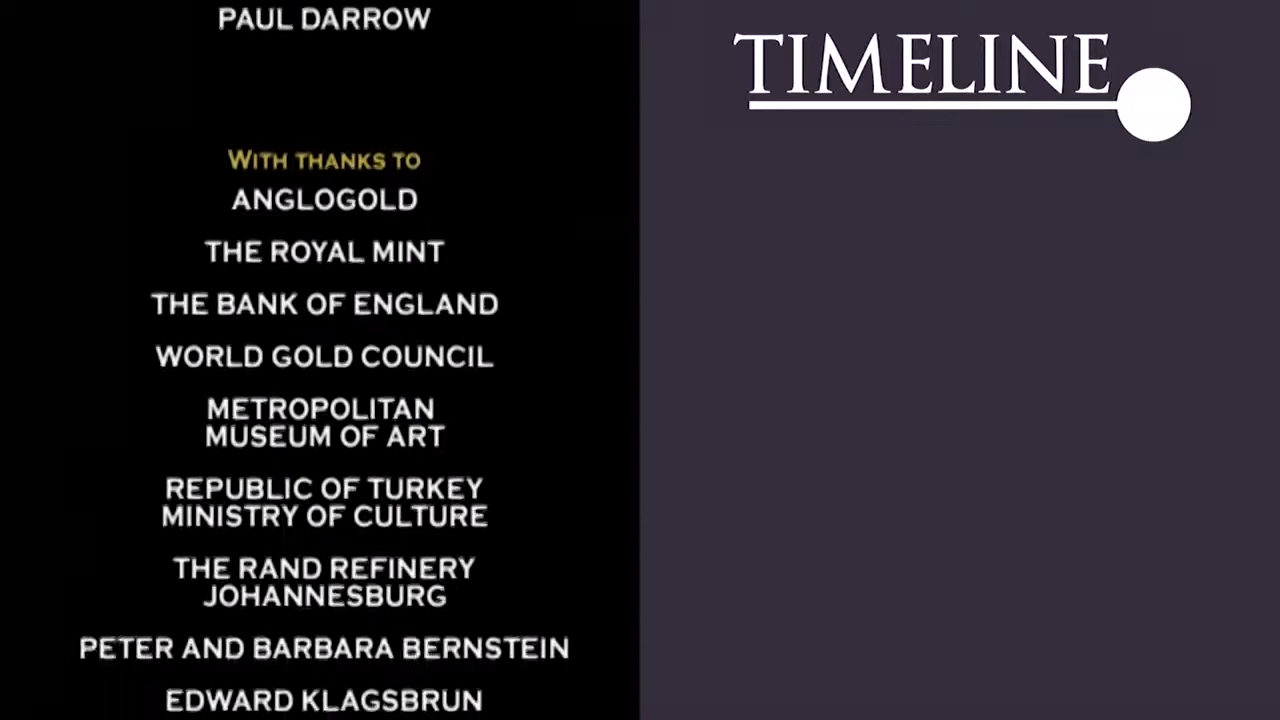 PAUL DARROW
WITH THANKS TO
ANGLOGOLD
THE ROYAL MINT
THE BANK OF ENGLAND
WORLD GOLD COUNCIL
METROPOLITAN
MUSEUM OF ART
REPUBLIC OF TURKEY
MINISTRY OF CULTURE
THE RAND REFINERY
JOHANNESBURG
PETER AND BARBARA BERNSTEIN
EDWARD KLAGSBRUN
TIMELINE